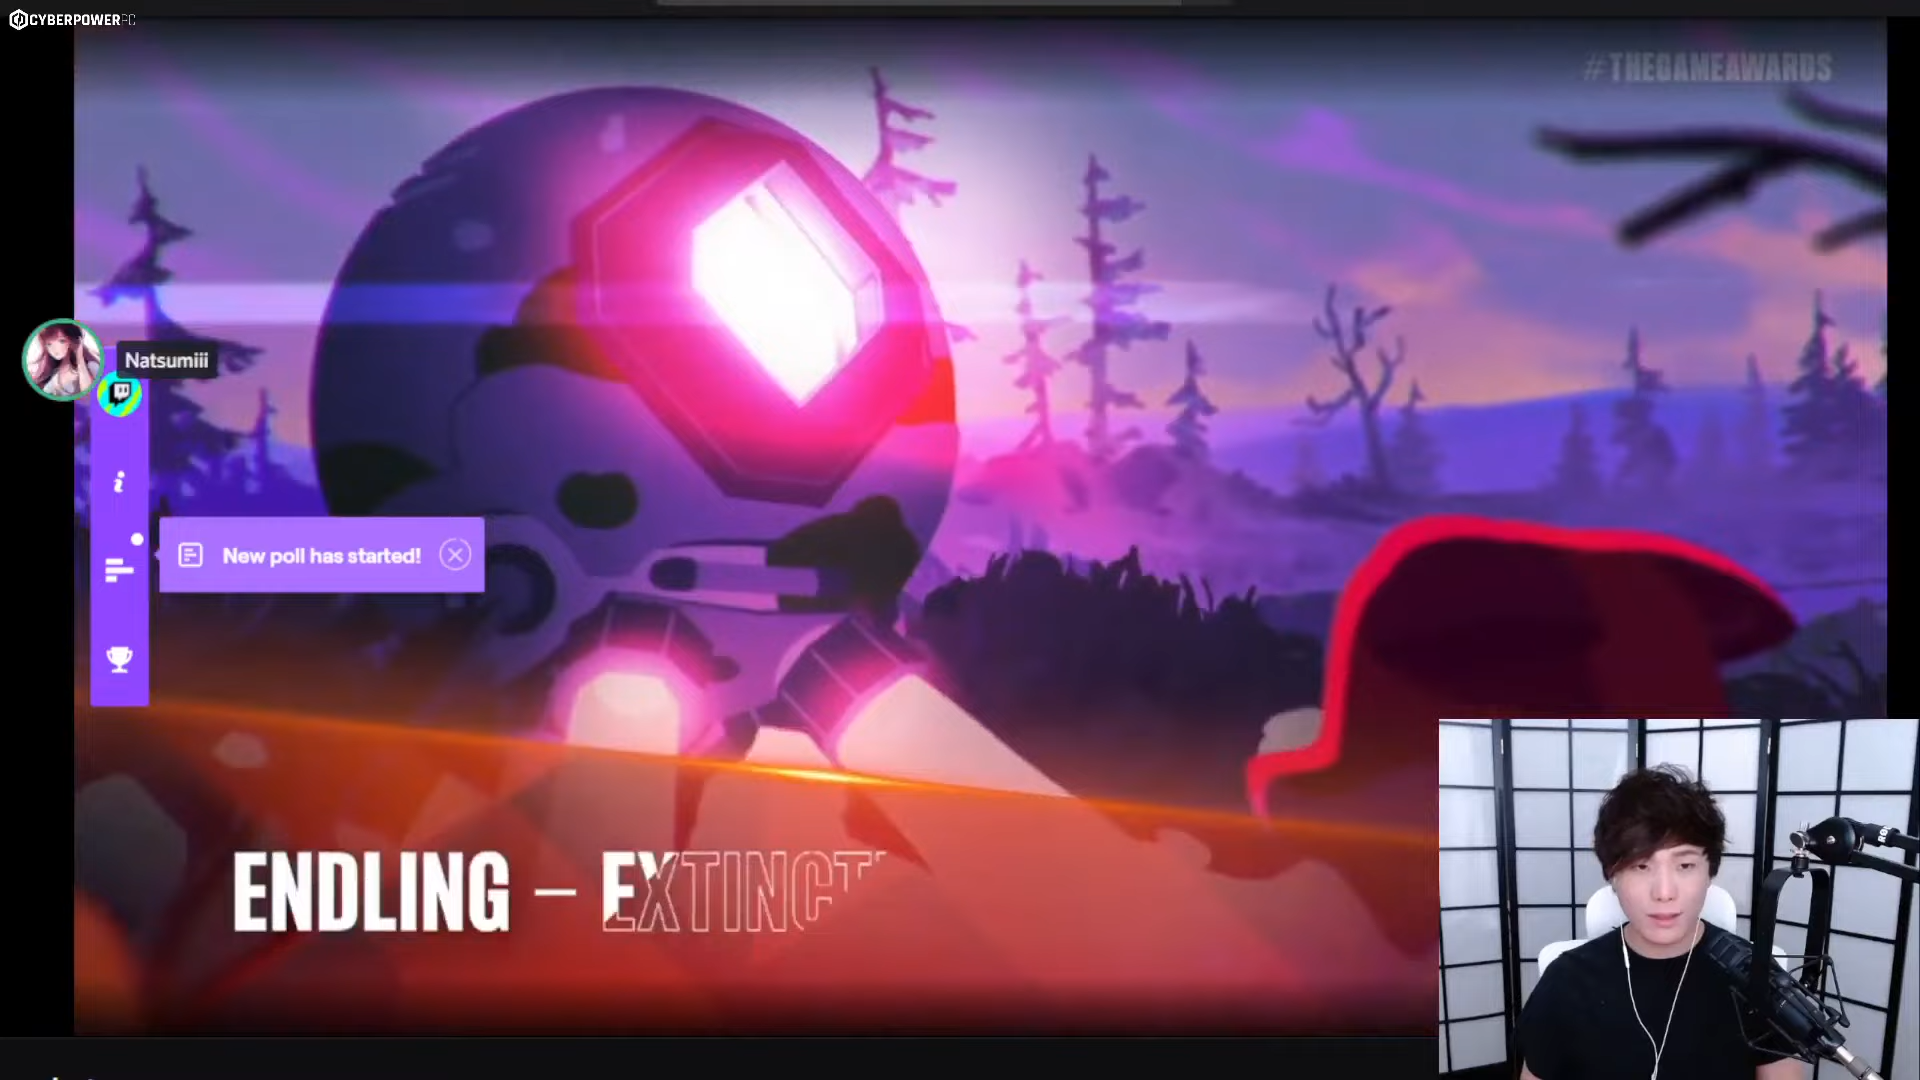 CYBERPOWERPC
#THEGAMEAWARDS
Natsumiii
New poll has started!
ENDLING – EXTINCT